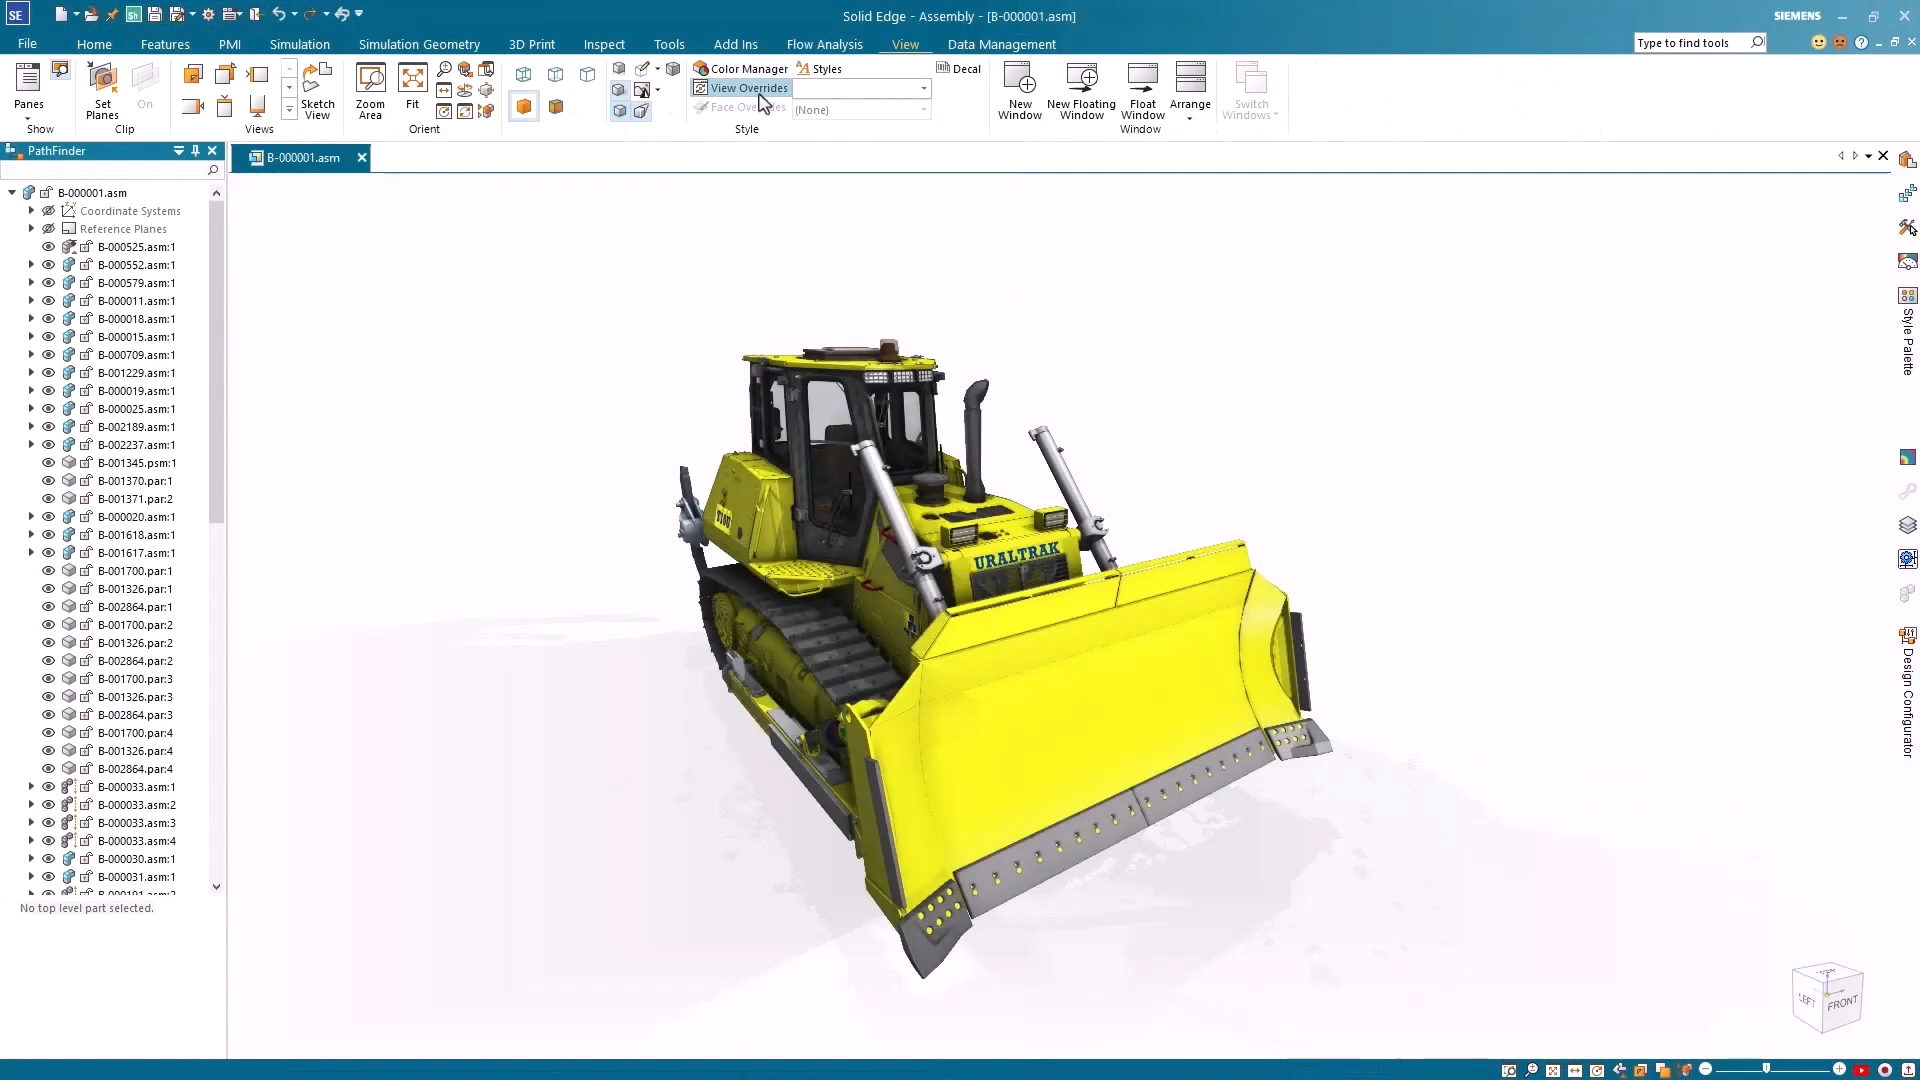 SE
Solid Edge - Assembly - [B-000001.asm]
SIEMENS
File
Home
Features
PMI
Simulation
Simulation Geometry
3D Print
Inspect
Tools
Add Ins
Flow Analysis
View
Data Management
Type to find tools
Panes
Set Planes
On
Sketch View
Zoom Area
Fit
Color Manager
Styles
Decal
View Overrides
Face Overrides
(None)
New Window
New Floating Window
Float Window
Arrange
Switch Windows
Show
Clip
Views
Orient
Style
Window
PathFinder
B-000001.asm
B-000001.asm
Coordinate Systems
Reference Planes
B-000525.asm:1
B-000552.asm:1
B-000579.asm:1
B-000011.asm:1
B-000018.asm:1
B-000015.asm:1
B-000709.asm:1
B-001229.asm:1
B-000019.asm:1
B-000025.asm:1
B-002189.asm:1
B-002237.asm:1
B-001345.psm:1
B-001370.par:1
B-001371.par:2
B-000020.asm:1
B-001618.asm:1
B-001617.asm:1
B-001700.par:1
B-001326.par:1
B-002864.par:1
B-001700.par:2
B-001326.par:2
B-002864.par:2
B-001700.par:3
B-001326.par:3
B-002864.par:3
B-001700.par:4
B-001326.par:4
B-002864.par:4
B-000033.asm:1
B-000033.asm:2
B-000033.asm:3
B-000033.asm:4
B-000030.asm:1
B-000031.asm:1
B-000191.asm:2
No top level part selected.
URALTRAK
Style Palette
Design Configurator
LEFT
FRONT